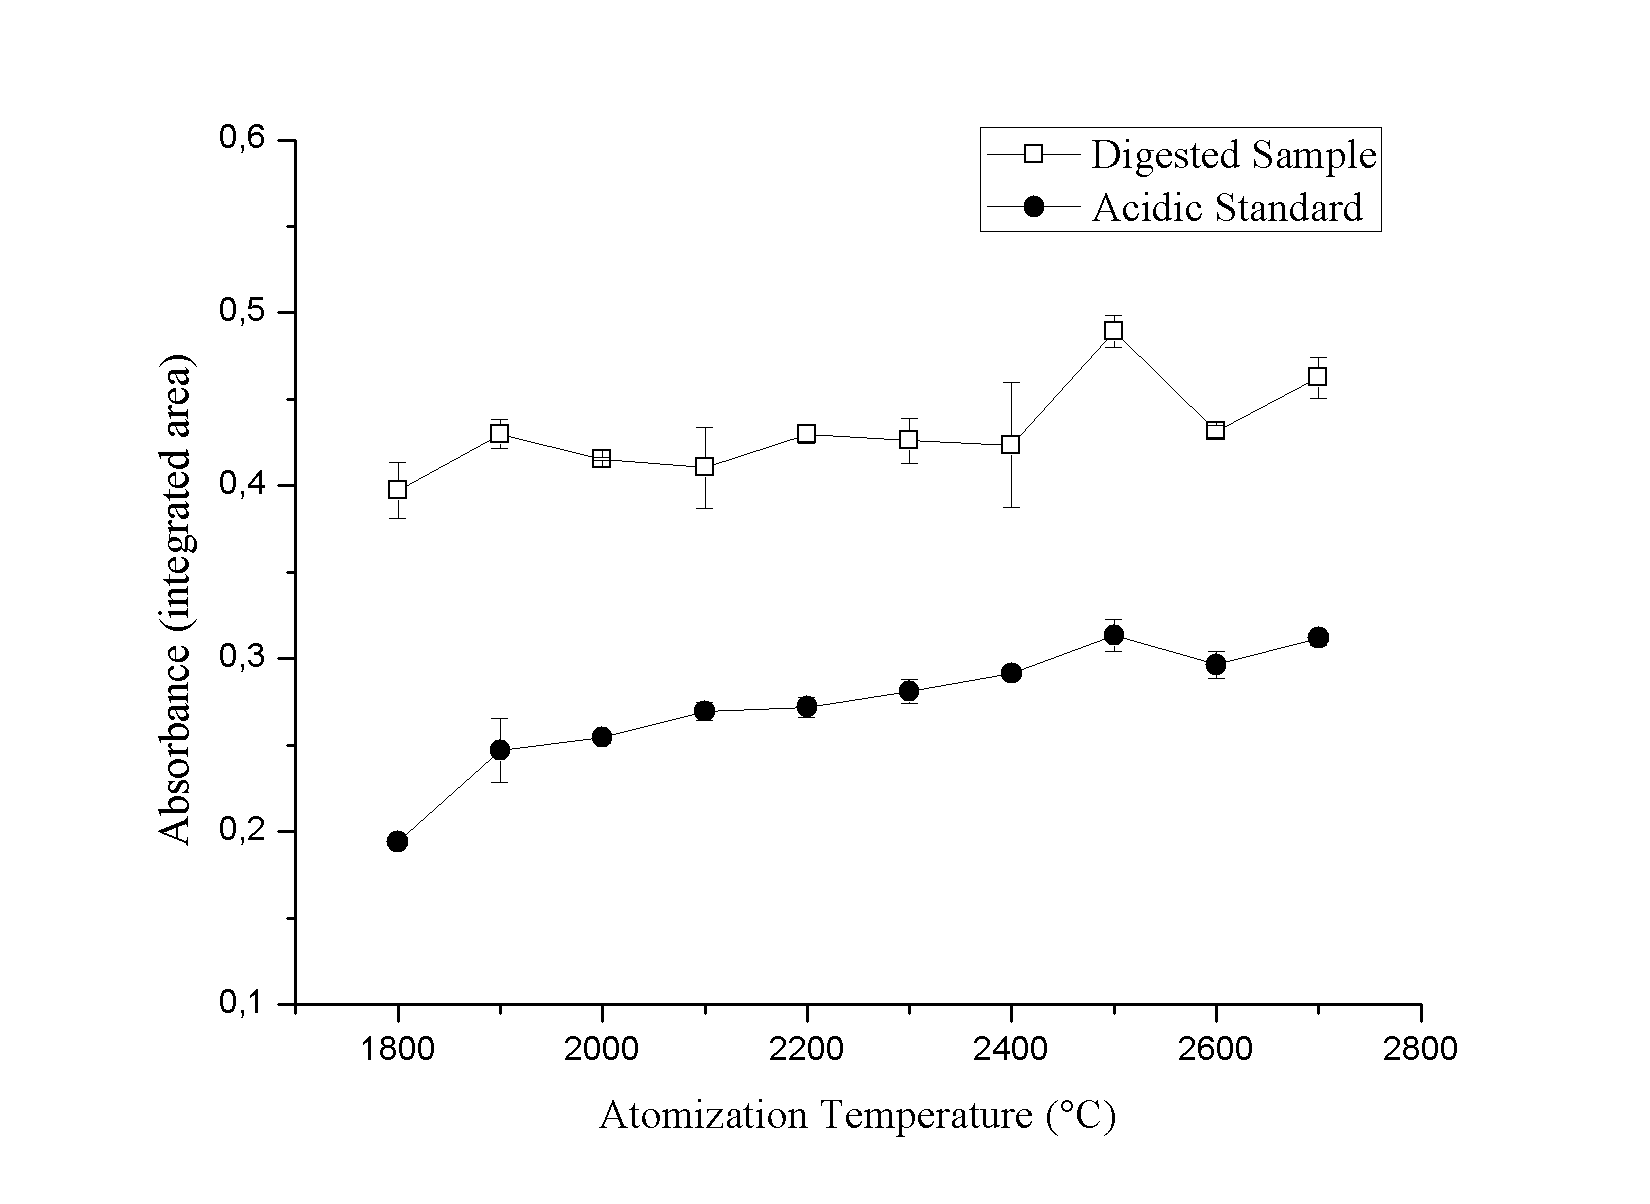 Digested Sample
Acidic Standard
0,6
0,5
0,4
0,3
0,2
0,1
Absorbance (integrated area)
1800 2000 2200 2400 2600 2800
Atomization Temperature (°C)